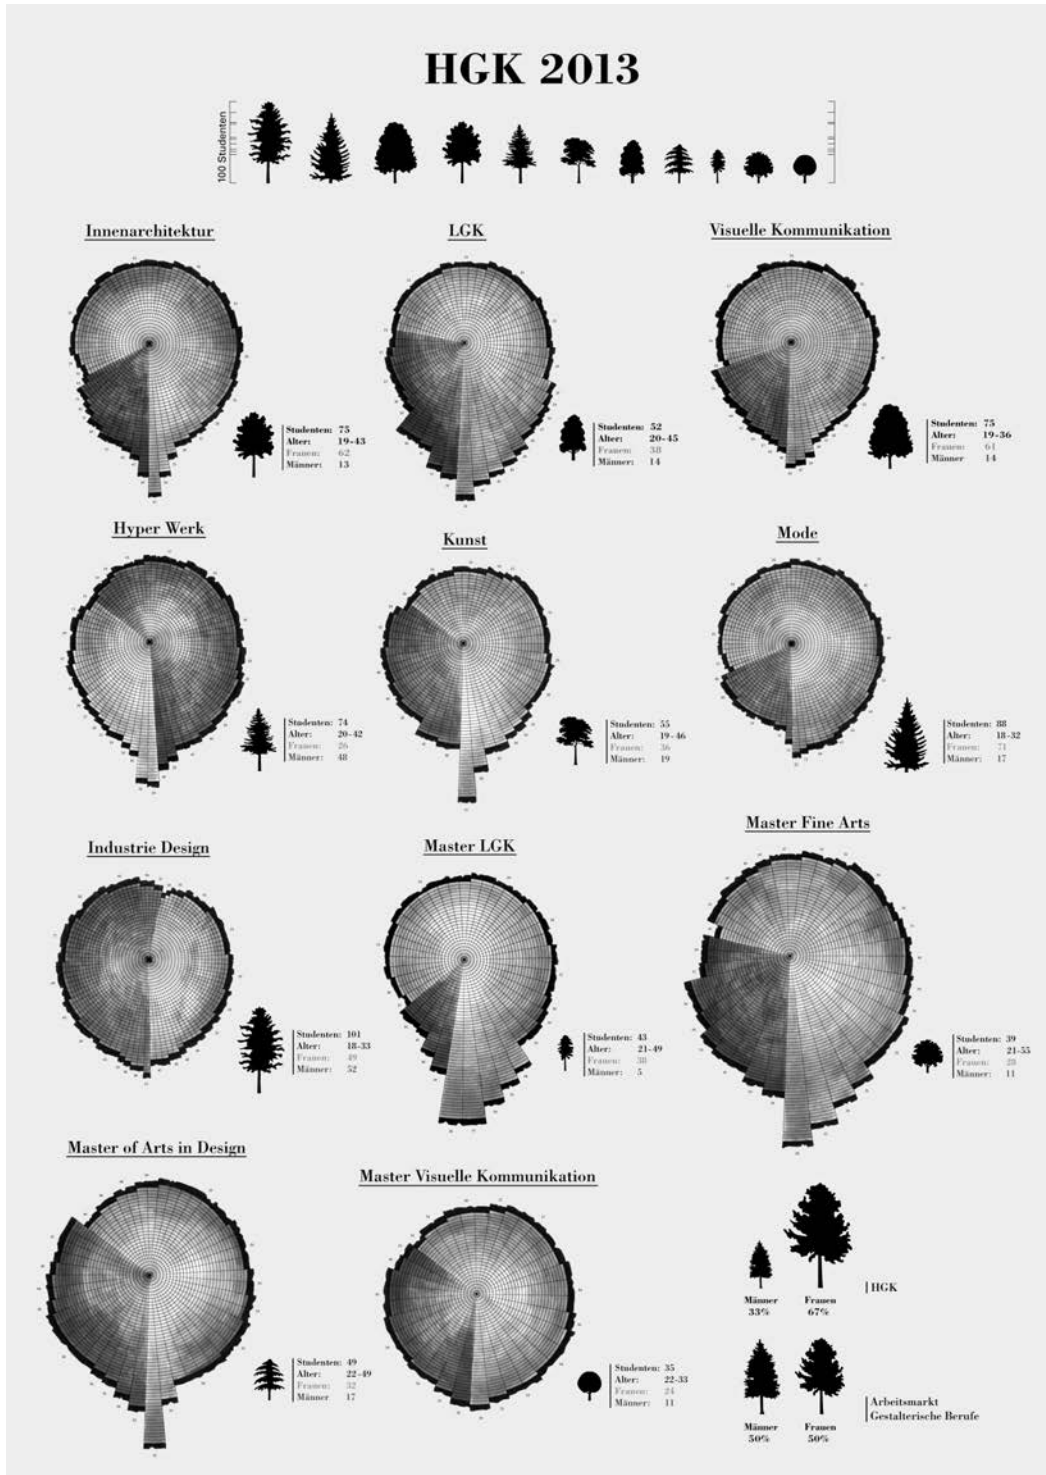 HGK 2013
100 Studenten
Innenarchitektur
Studenten: 75
Alter: 19-43
Frauen: 62
Männer: 13
LGK
Studenten: 52
Alter: 20-45
Frauen: 38
Männer: 14
Visuelle Kommunikation
Studenten: 75
Alter: 19-36
Frauen: 61
Männer 14
Hyper Werk
Studenten: 74
Alter: 20-42
Frauen: 26
Männer: 48
Kunst
Studenten: 55
Alter: 19-46
Frauen: 36
Männer: 19
Mode
Studenten: 88
Alter: 18-32
Frauen: 71
Männer: 17
Industrie Design
Studenten: 101
Alter: 18-33
Frauen: 49
Männer: 52
Master LGK
Studenten: 43
Alter: 21-49
Frauen: 38
Männer: 5
Master Fine Arts
Studenten: 39
Alter: 21-55
Frauen: 28
Männer: 11
Master of Arts in Design
Studenten: 49
Alter: 22-49
Frauen: 32
Männer 17
Master Visuelle Kommunikation
Studenten: 35
Alter: 22-33
Frauen: 24
Männer: 11
Männer Frauen
33% 67%
HGK
Männer Frauen
50% 50%
Arbeitsmarkt
Gestalterische Berufe